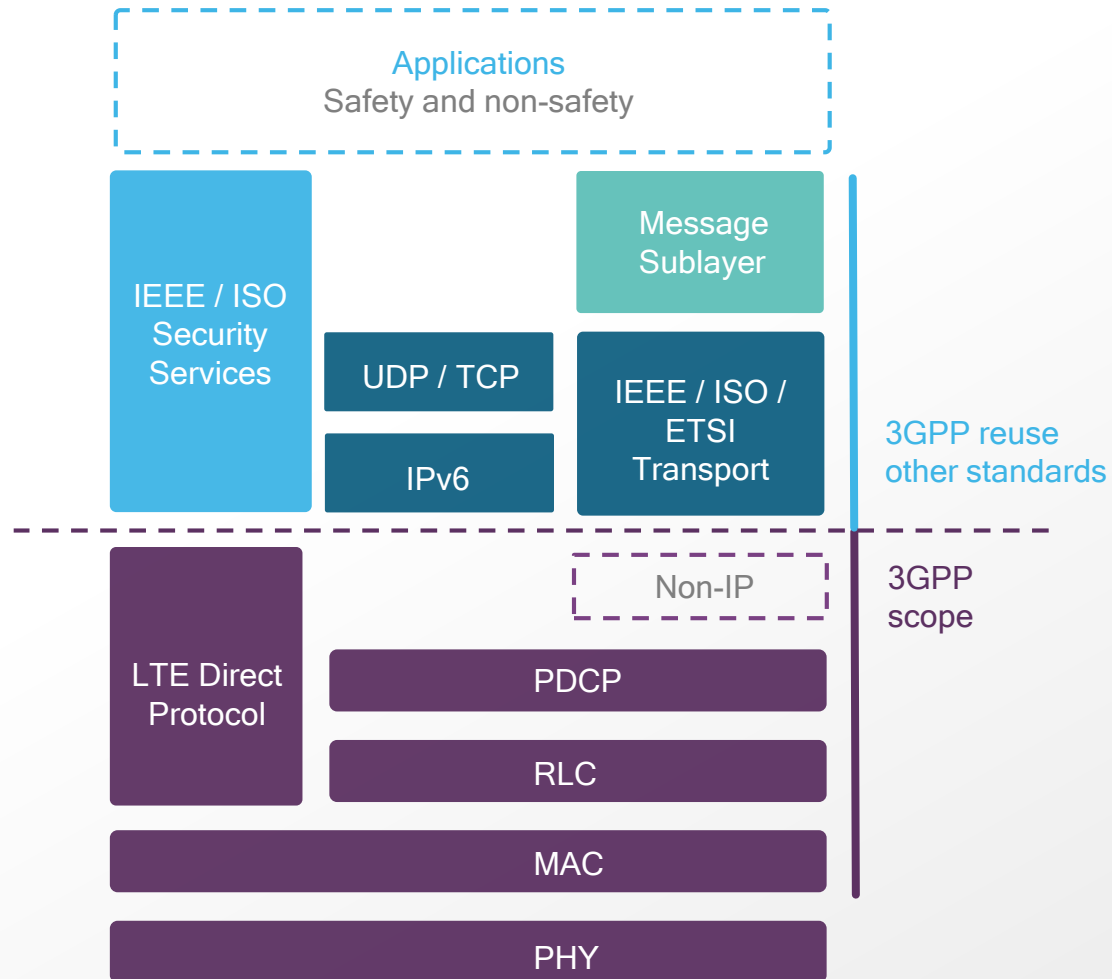 Applications
Safety and non-safety
Message
Sublayer
IEEE / ISO
Security
Services
UDP / TCP
IPv6
IEEE / ISO /
ETSI
Transport
3GPP reuse
other standards
Non-IP
3GPP
scope
LTE Direct
Protocol
PDCP
RLC
MAC
PHY